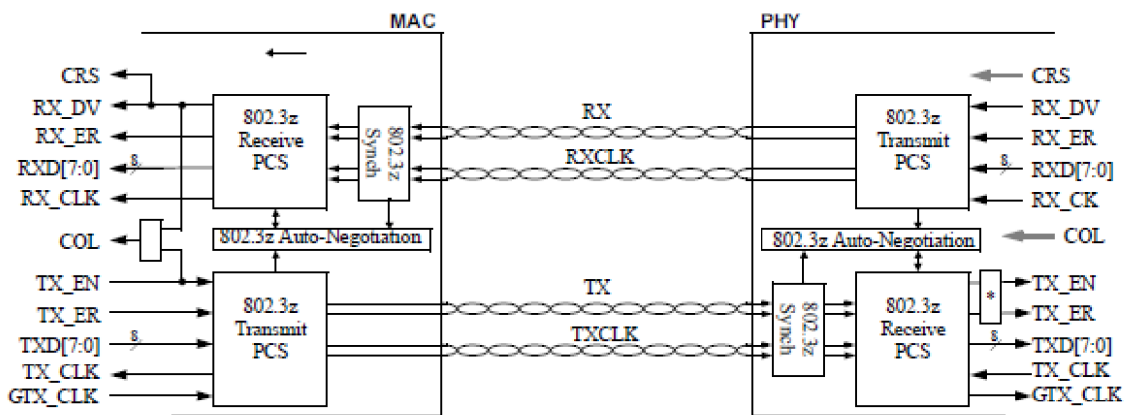 MAC
PHY
CRS
RX_DV
RX_ER
RXD[7:0]
8
RX_CLK
COL
TX_EN
TX_ER
TXD[7:0]
8
TX_CLK
GTX_CLK
802.3z
Receive
PCS
802.3z
Synch
802.3z Auto-Negotiation
802.3z
Transmit
PCS
RX
RXCLK
TX
TXCLK
802.3z
Transmit
PCS
802.3z Auto-Negotiation
802.3z
Synch
802.3z
Receive
PCS
*
CRS
RX_DV
RX_ER
8
RXD[7:0]
RX_CK
COL
TX_EN
TX_ER
8
TXD[7:0]
TX_CLK
GTX_CLK